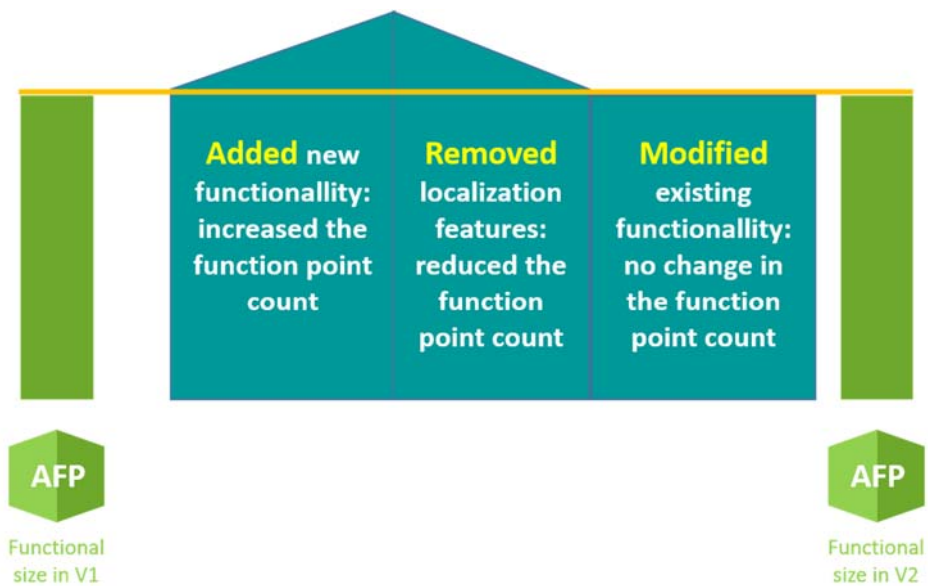 Added new
functionallity:
increased the
function point
count
Removed
localization
features:
reduced the
function
point count
Modified
existing
functionallity:
no change in
the function
point count
AFP
Functional
size in V1
AFP
Functional
size in V2